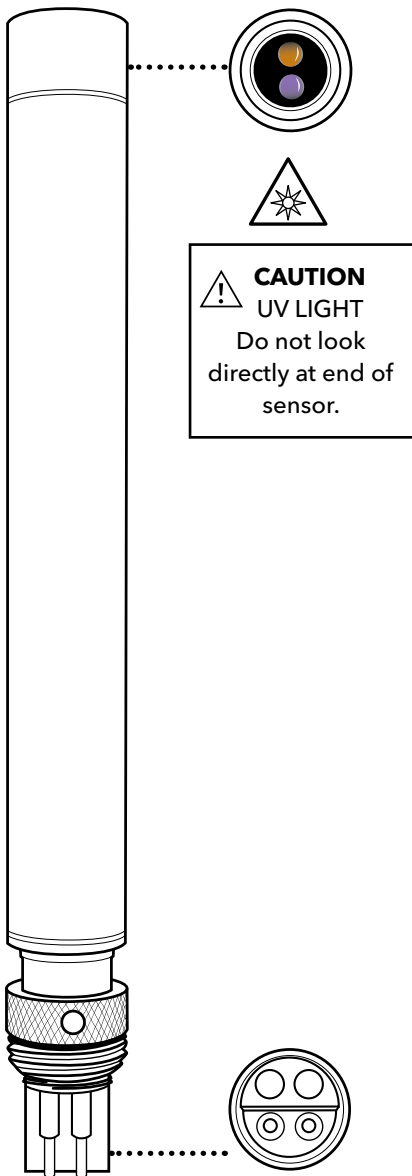 CAUTION
UV LIGHT
Do not look
directly at end of
sensor.